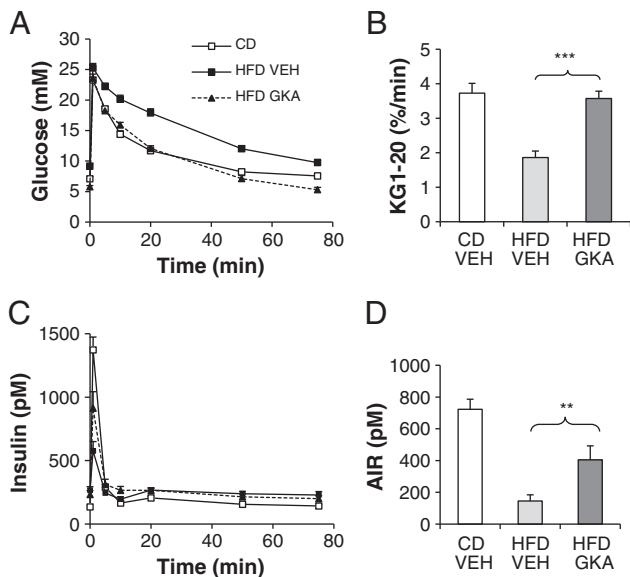 A
Glucose (mM)
30
25
20
15
10
5
0
CD
HFD VEH
HFD GKA
0 20 40 60 80
Time (min)
B
KG1-20 (%/min)
5
4
3
2
1
0
***
CD HFD HFD
VEH VEH GKA
C
Insulin (pM)
1500
1000
500
0
0 20 40 60 80
Time (min)
D
AIR (pM)
1000
800
600
400
200
0
**
CD HFD HFD
VEH VEH GKA